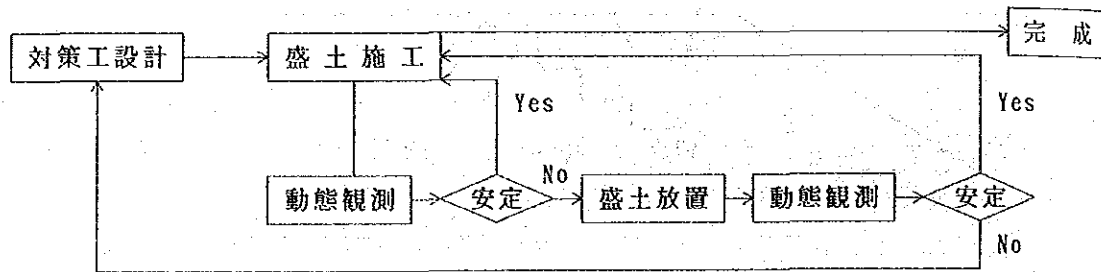 完 成
対策工設計
盛土施工
Yes
Yes
No
動態観測
安定
盛土放置
動態観測
安定
No